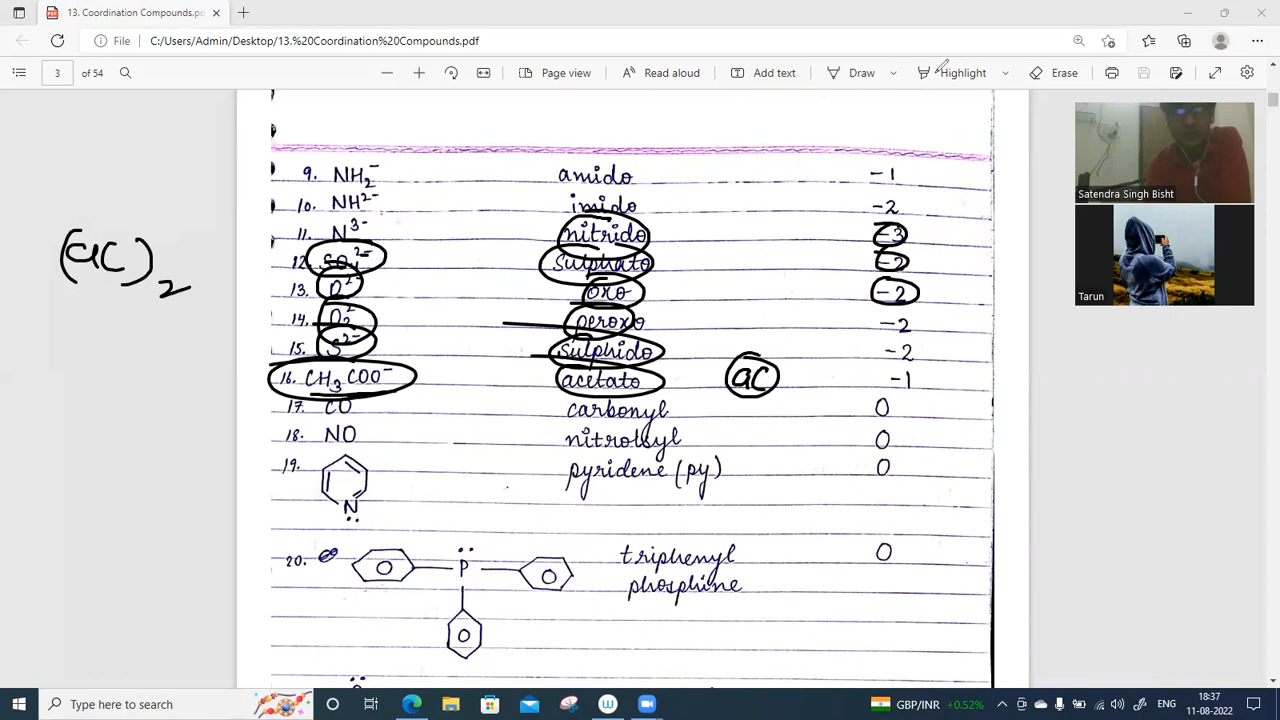 13. Coordination Compounds.pdf
File C:/Users/Admin/Desktop/13.%20Coordination%20Compounds.pdf
3 of 54 Page view Read aloud Add text Draw Highlight Erase
9. NH₂⁻ amido -1
10. NH²⁻ imido -2
11. N³⁻ nitrido -3
12. SO₄²⁻ Sulphato -2
13. O²⁻ oxo -2
14. O₂²⁻ peroxo -2
15. S²⁻ Sulphido -2
16. CH₃COO⁻ acetato ac -1
17. CO carbonyl 0
18. NO 0
19. N pyridene (py) 0
20. P triphenyl 0
phosphine
(ac)₂
Satendra Singh Bisht
Tarun
Type here to search
GBP/INR +0.52% ENG 18:37
11-08-2022